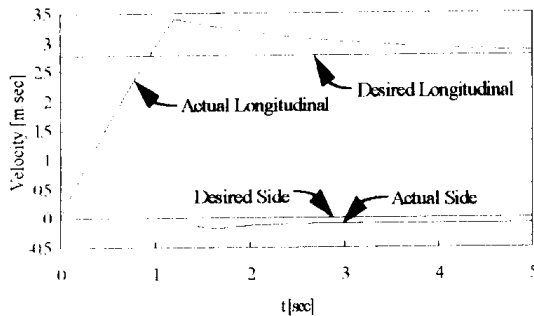 3.5
3
2.5
2
1.5
1
0.5
0
-0.5
Velocity [m/sec]
Actual Longitudinal
Desired Longitudinal
Desired Side
Actual Side
0
1
2
3
4
5
t [sec]